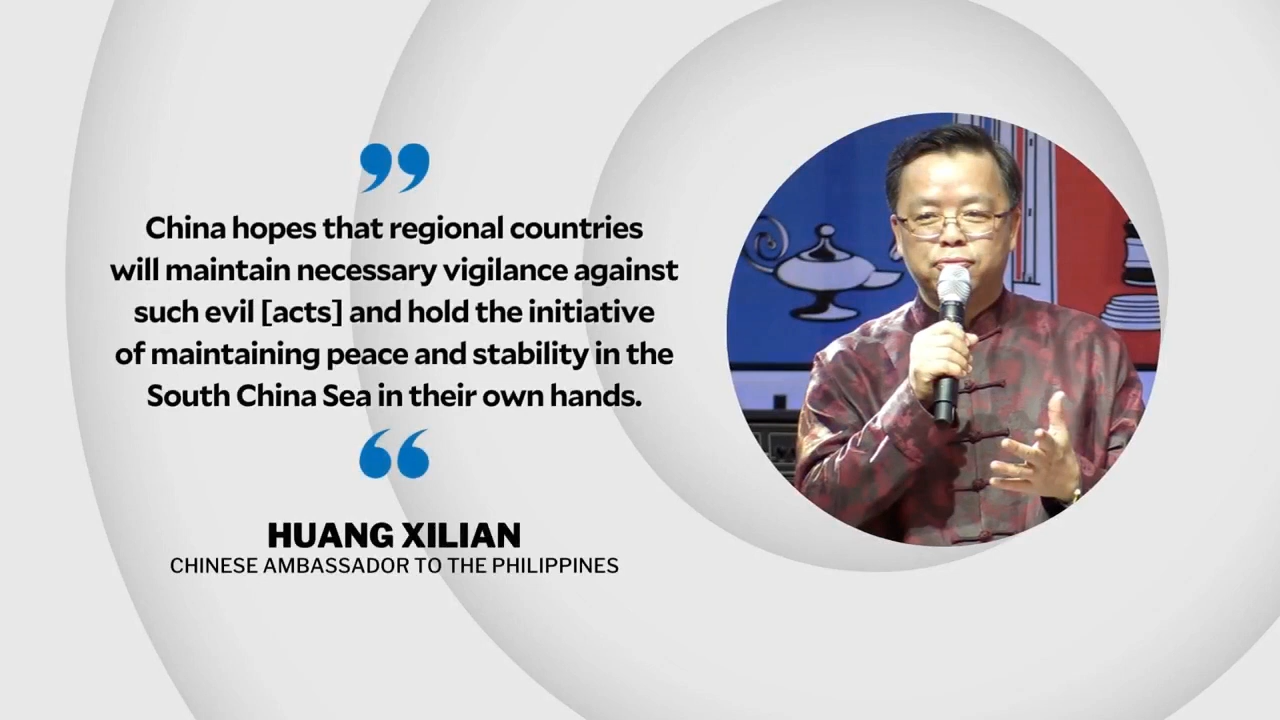 ”
China hopes that regional countries
will maintain necessary vigilance against
such evil [acts] and hold the initiative
of maintaining peace and stability in the
South China Sea in their own hands.
“
HUANG XILIAN
CHINESE AMBASSADOR TO THE PHILIPPINES